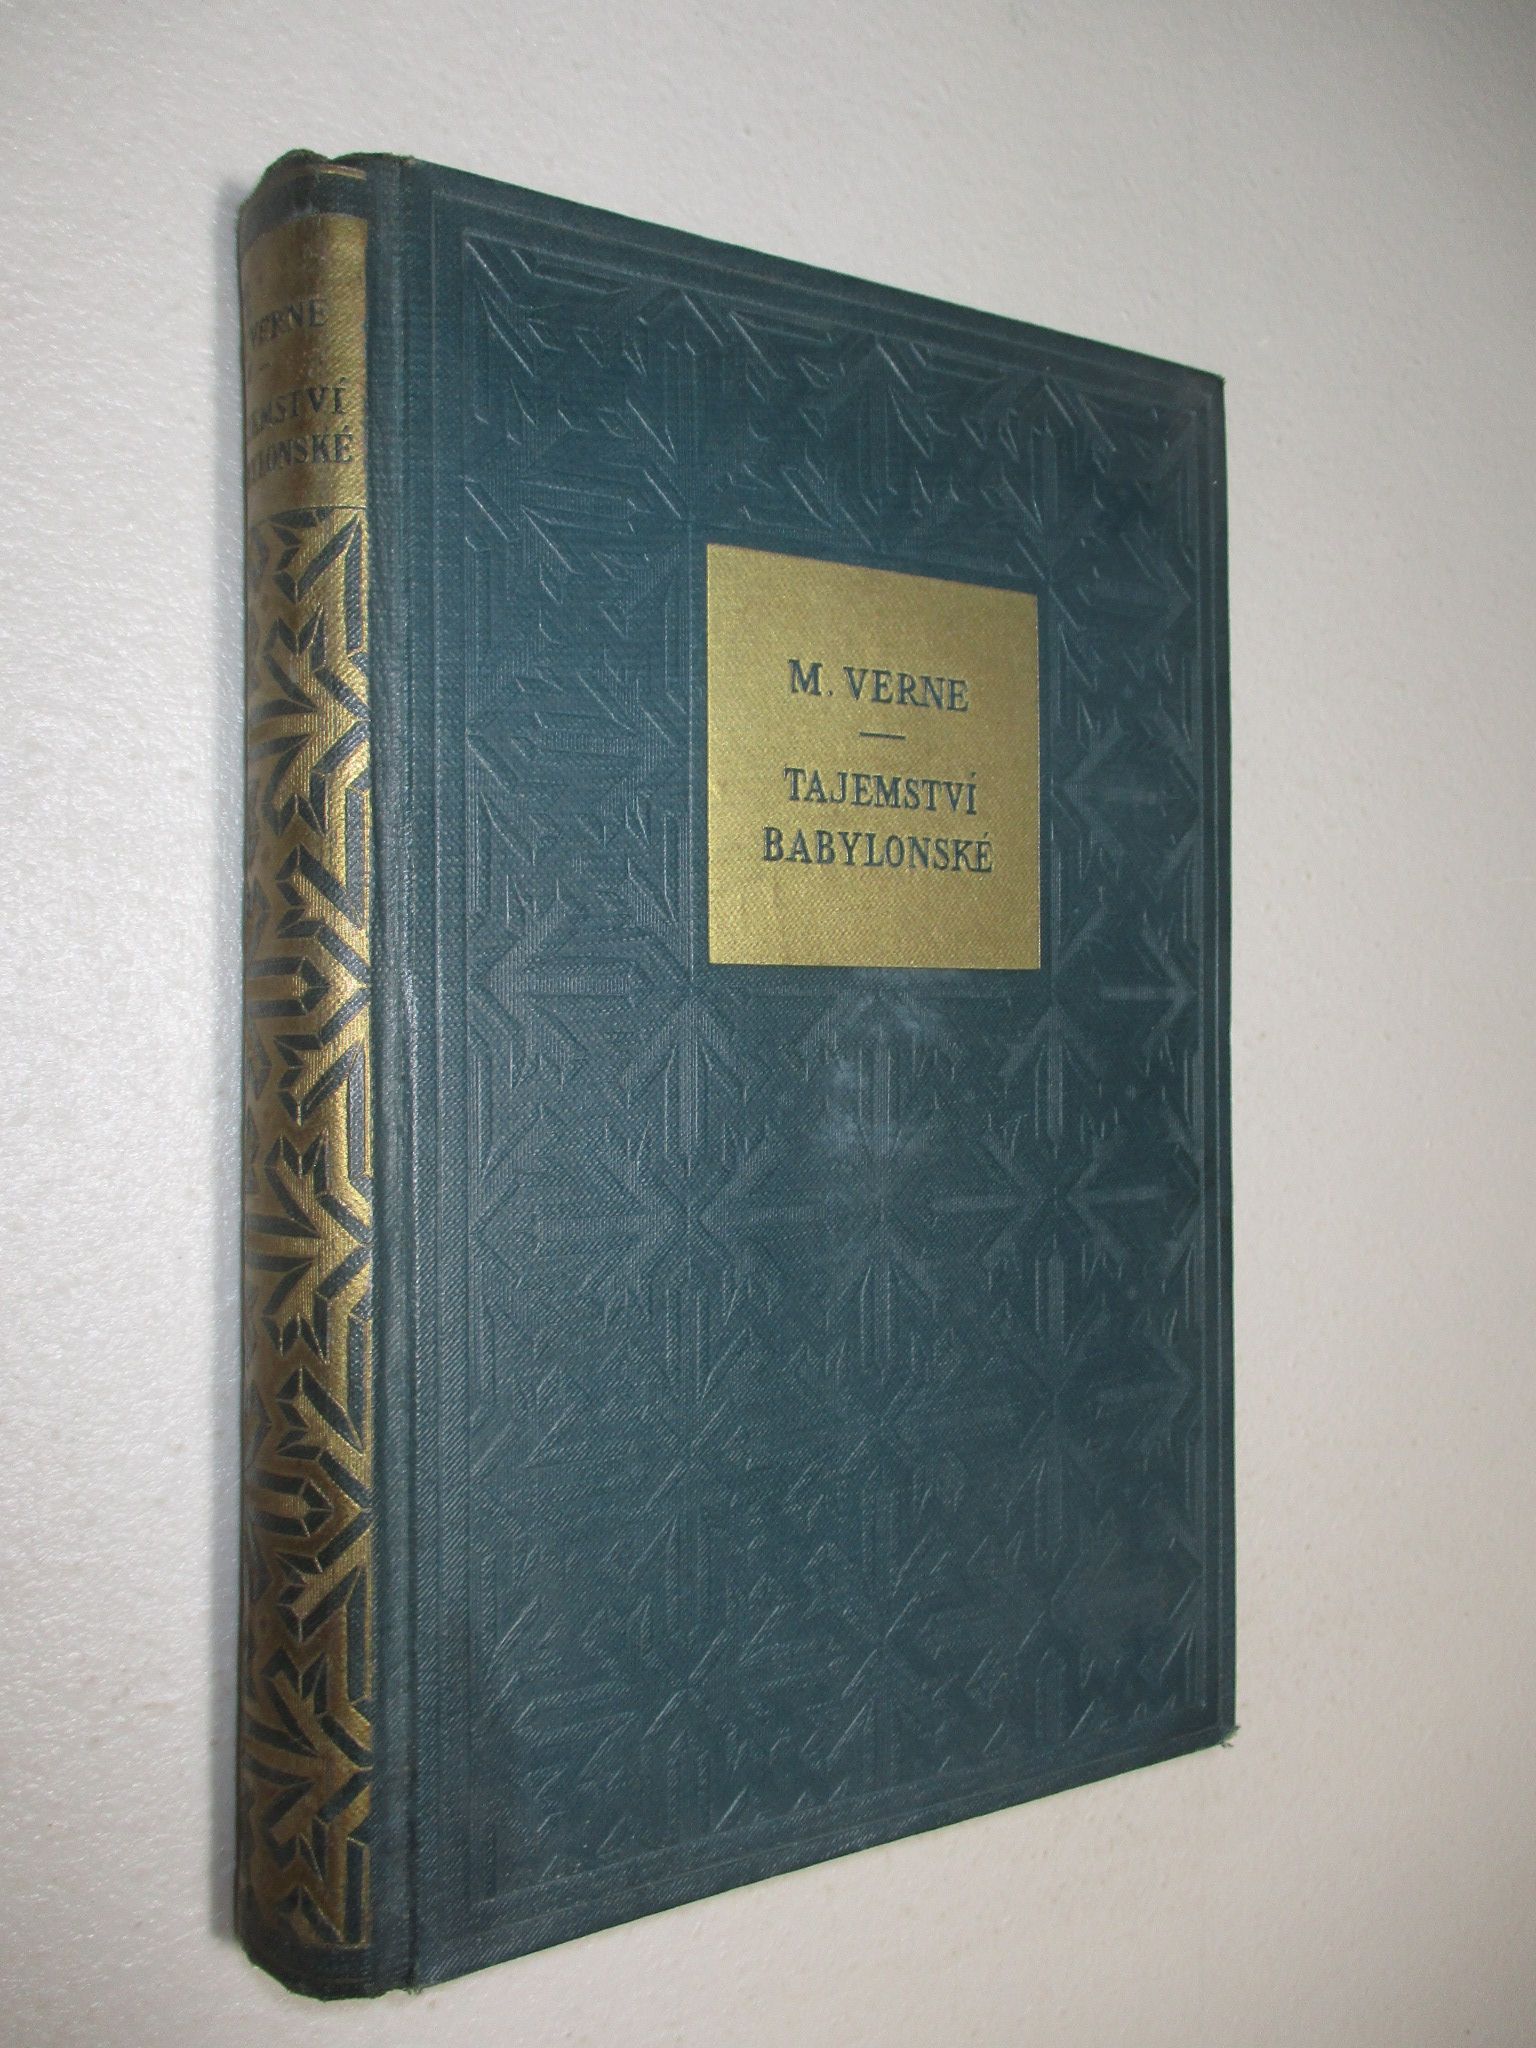 VERNE
M. VERNE
TAJEMSTVÍ
BABYLONSKÉ